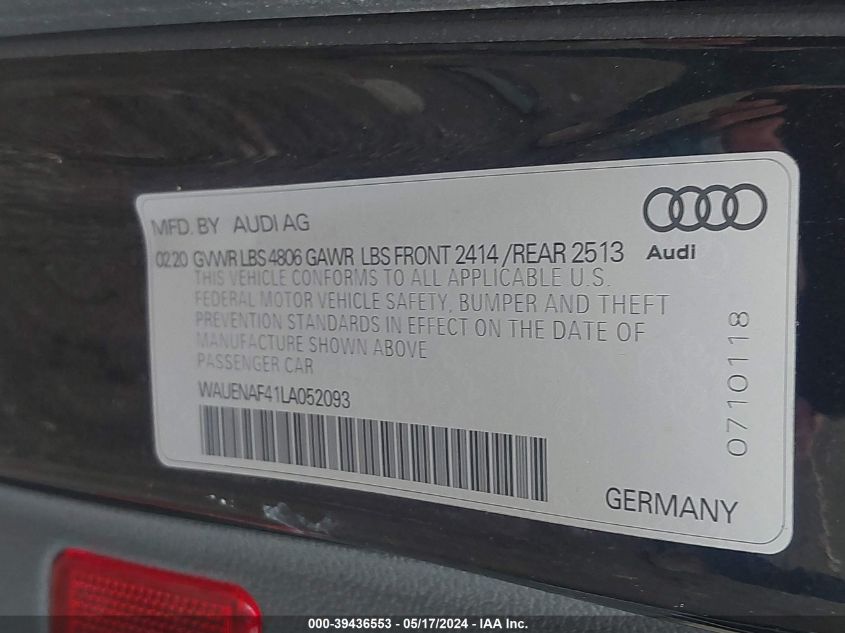 MFD. BY AUDI AG
0220 GVWR LBS 4806 GAWR LBS FRONT 2414 /REAR 2513
Audi
THIS VEHICLE CONFORMS TO ALL APPLICABLE U.S.
FEDERAL MOTOR VEHICLE SAFETY, BUMPER AND THEFT
PREVENTION STANDARDS IN EFFECT ON THE DATE OF
MANUFACTURE SHOWN ABOVE
PASSENGER CAR
WAUENAF41LA052093
0710118
GERMANY
000-39436553 - 05/17/2024 - IAA Inc.